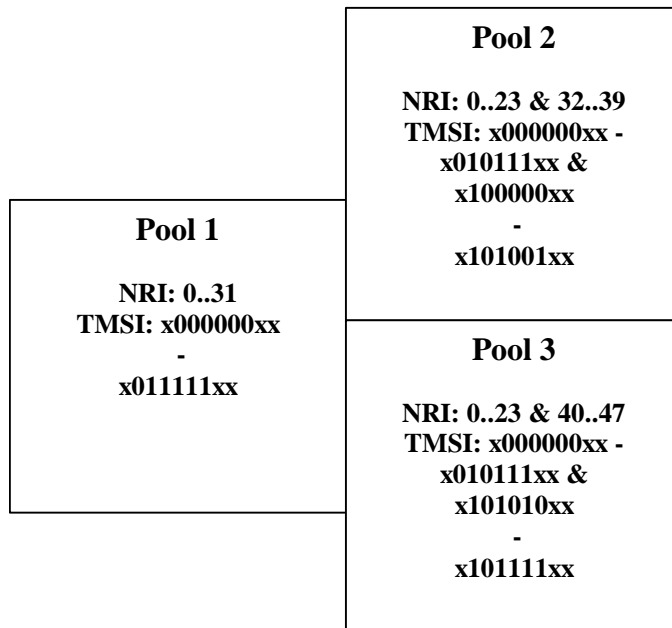 Pool 2
NRI: 0..23 & 32..39
TMSI: x000000xx -
x010111xx &
x100000xx
-
x101001xx
Pool 1
NRI: 0..31
TMSI: x000000xx
-
x011111xx
Pool 3
NRI: 0..23 & 40..47
TMSI: x000000xx -
x010111xx &
x101010xx
-
x101111xx